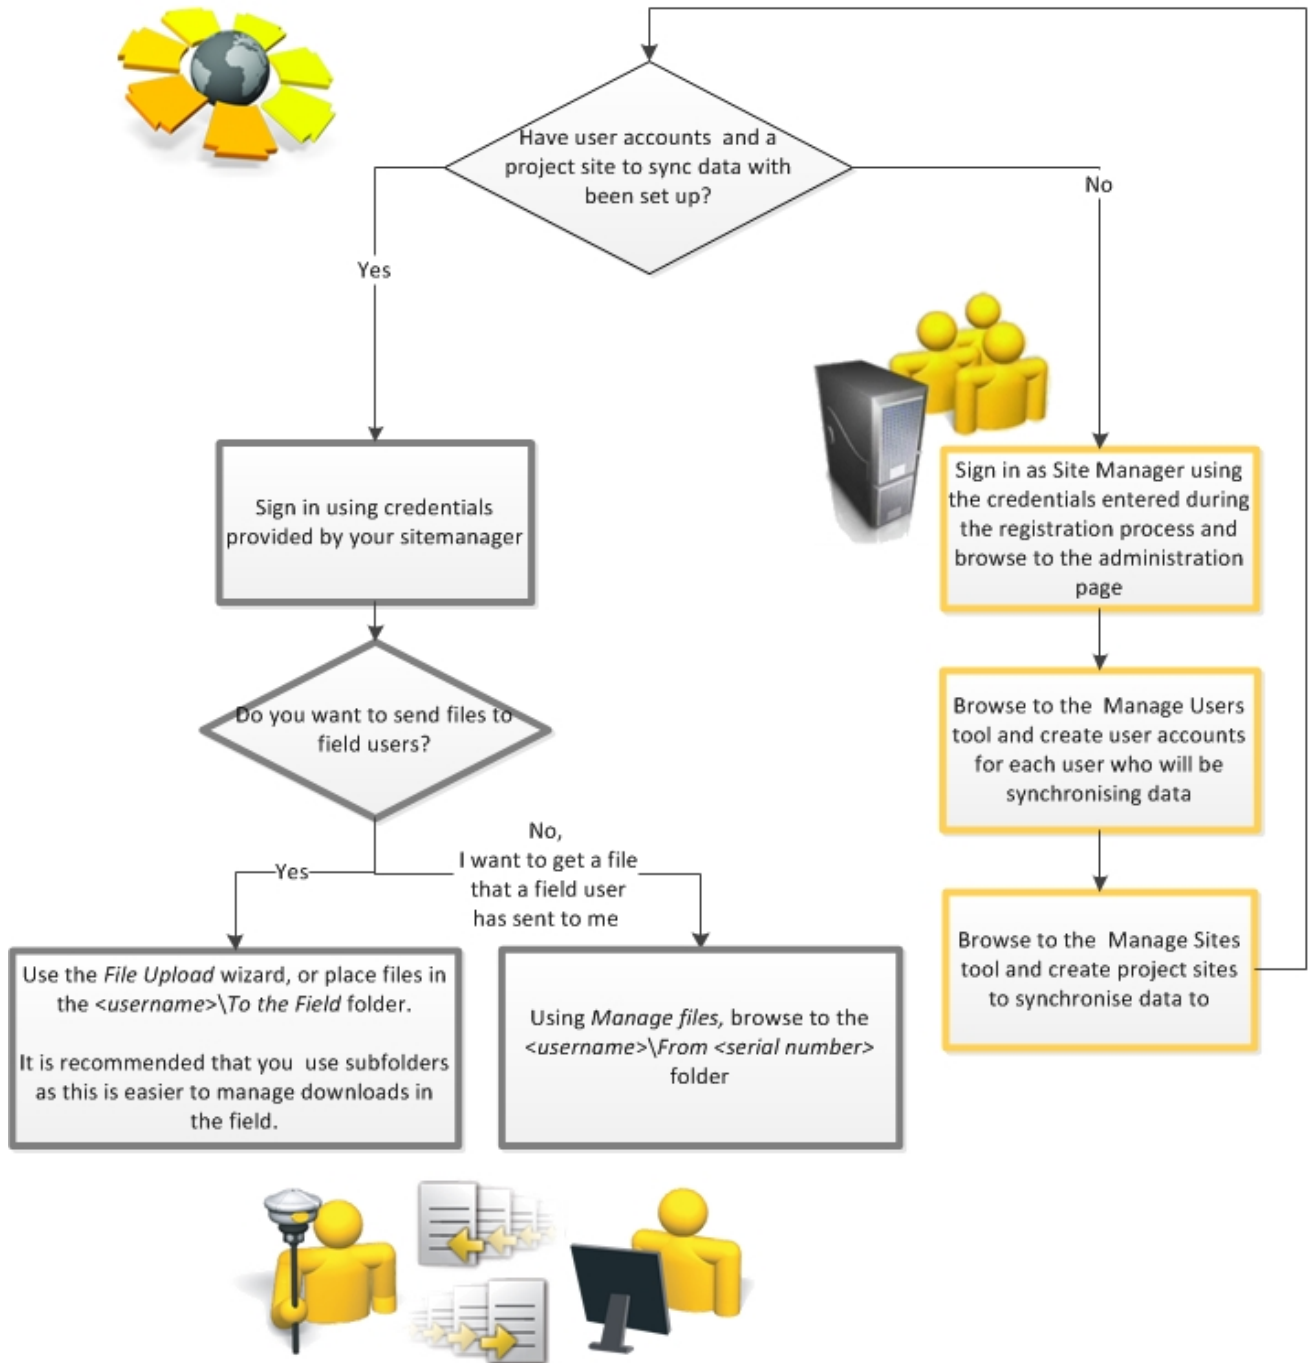 Have user accounts and a
project site to sync data with
been set up?
No
Yes
Sign in as Site Manager using
the credentials entered during
the registration process and
browse to the administration
page
Sign in using credentials
provided by your sitemanager
Do you want to send files to
field users?
Browse to the Manage Users
tool and create user accounts
for each user who will be
synchronising data
No,
I want to get a file
that a field user
has sent to me
Yes
Browse to the Manage Sites
tool and create project sites
to synchronise data to
Use the File Upload wizard, or place files in
the <username>\To the Field folder.
It is recommended that you use subfolders
as this is easier to manage downloads in
the field.
Using Manage files, browse to the
<username>\From <serial number>
folder